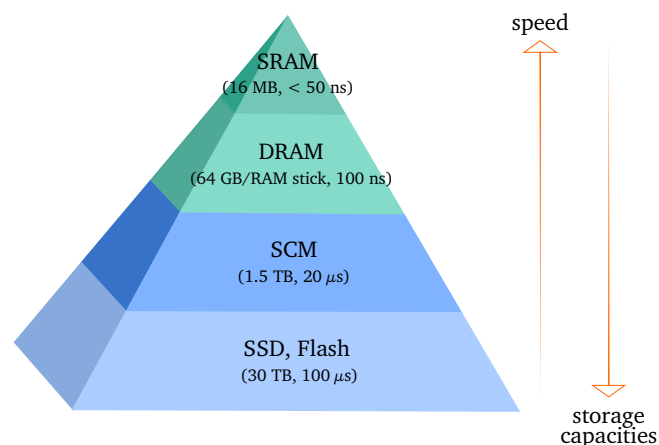 speed
SRAM
(16 MB, < 50 ns)
DRAM
(64 GB/RAM stick, 100 ns)
SCM
(1.5 TB, 20 μs)
SSD, Flash
(30 TB, 100 μs)
storage
capacities